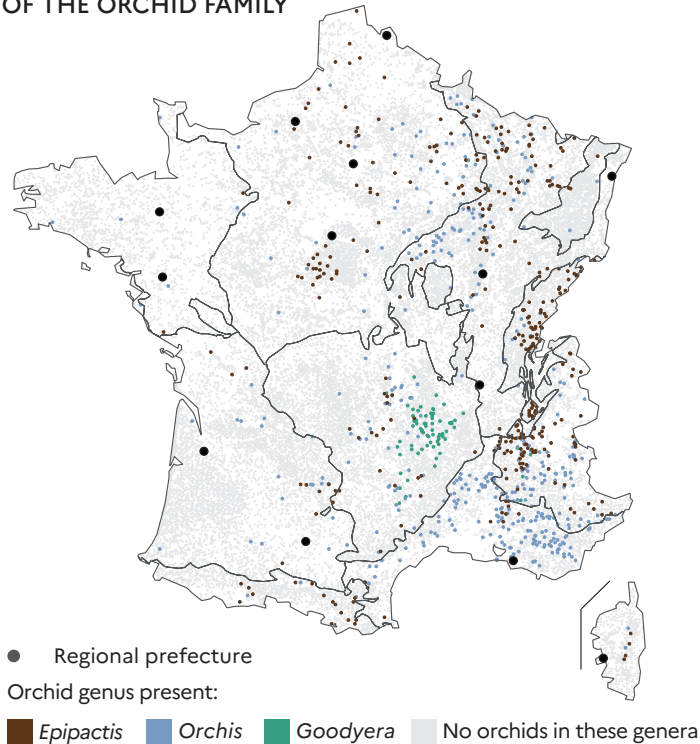 OF THE ORCHID FAMILY
Regional prefecture
Orchid genus present:
Epipactis Orchis Goodyera No orchids in these genera